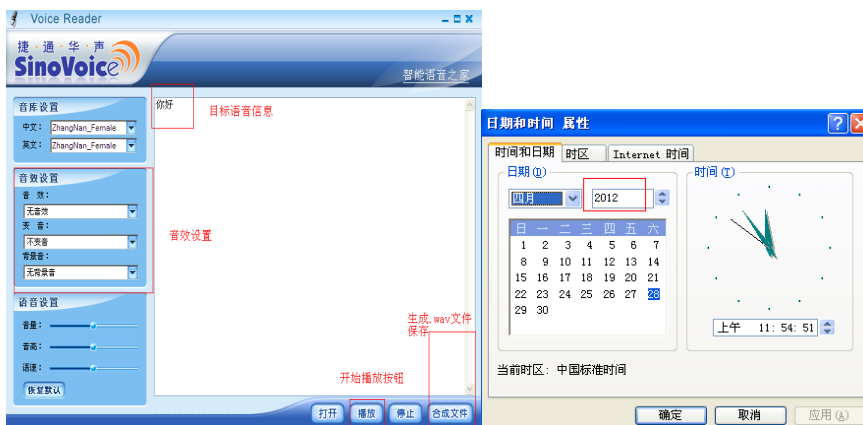 Voice Reader
捷·通·华·声
SinoVoice
智能语音之家
音库设置
中文： ZhangNan_Female
英文： ZhangNan_Female
音效设置
音 效：
无音效
变 音：
不变音
背景音：
无背景音
语音设置
音量：
音高：
语速：
恢复默认
你好
目标语音信息
音效设置
生成.wav文件
保存
开始播放按钮
打开 播放 停止 合成文件
日期和时间 属性
时间和日期 时区 Internet 时间
日期(D)
四月 2012
日 一 二 三 四 五 六
1 2 3 4 5 6 7
8 9 10 11 12 13 14
15 16 17 18 19 20 21
22 23 24 25 26 27 28
29 30
时间(T)
上午 11:54:51
当前时区: 中国标准时间
确定 取消 应用(A)